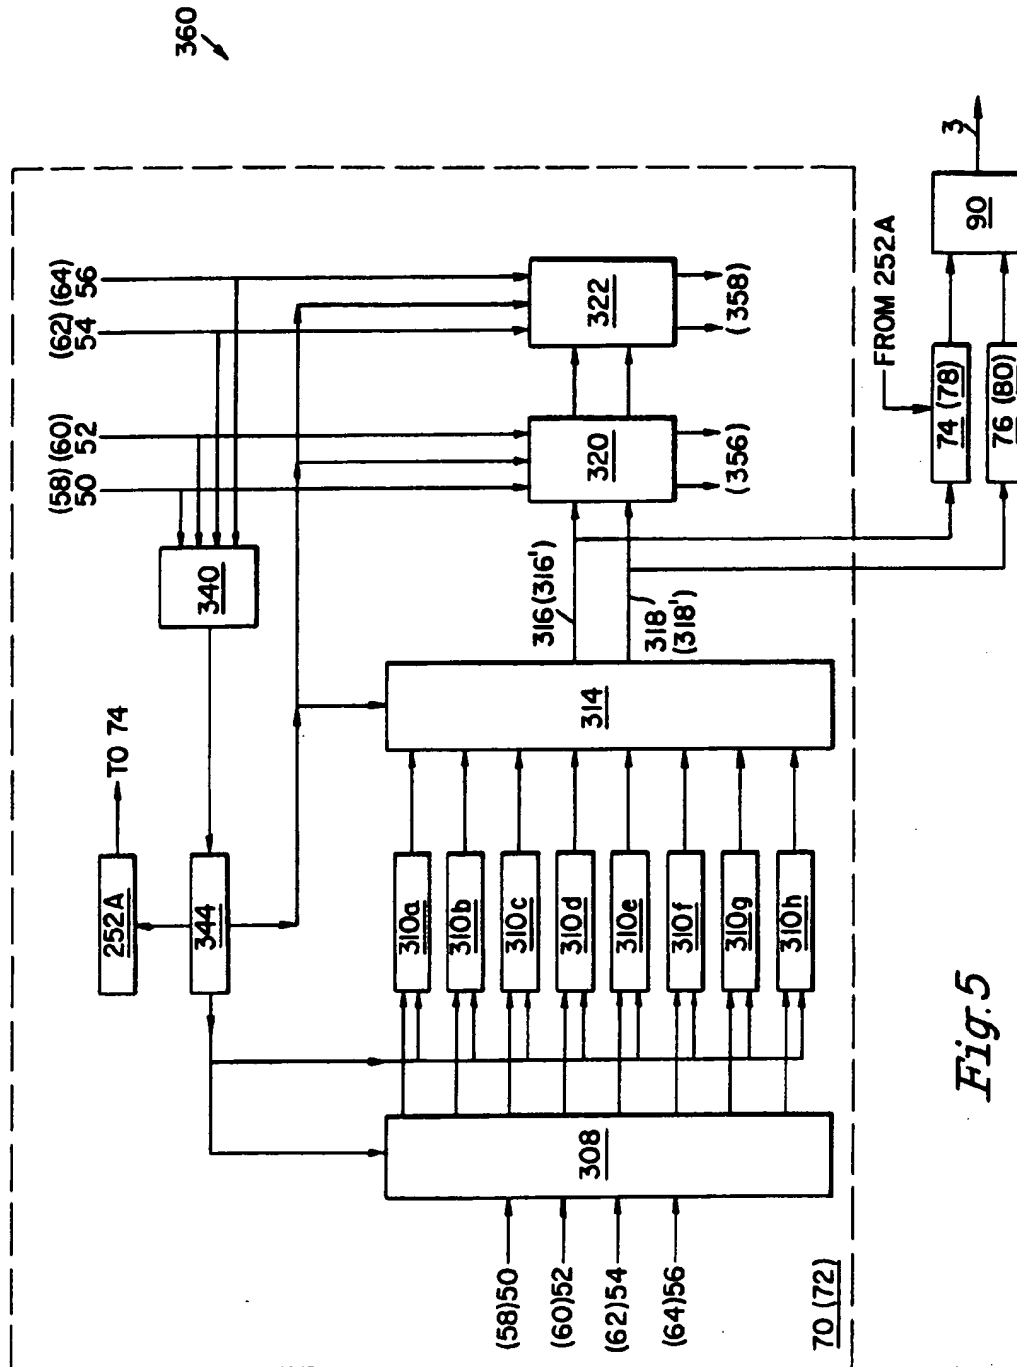 360
(58) (60)
50 52
(62) (64)
54 56
252A
TO 74
344
340
320
322
(356)
(358)
316(316')
318'
(318')
314
310a
310b
310c
310d
310e
310f
310g
310h
308
(58)50
(60)52
(62)54
(64)56
70 (72)
FROM 252A
74 (78)
76 (80)
90
3
Fig. 5